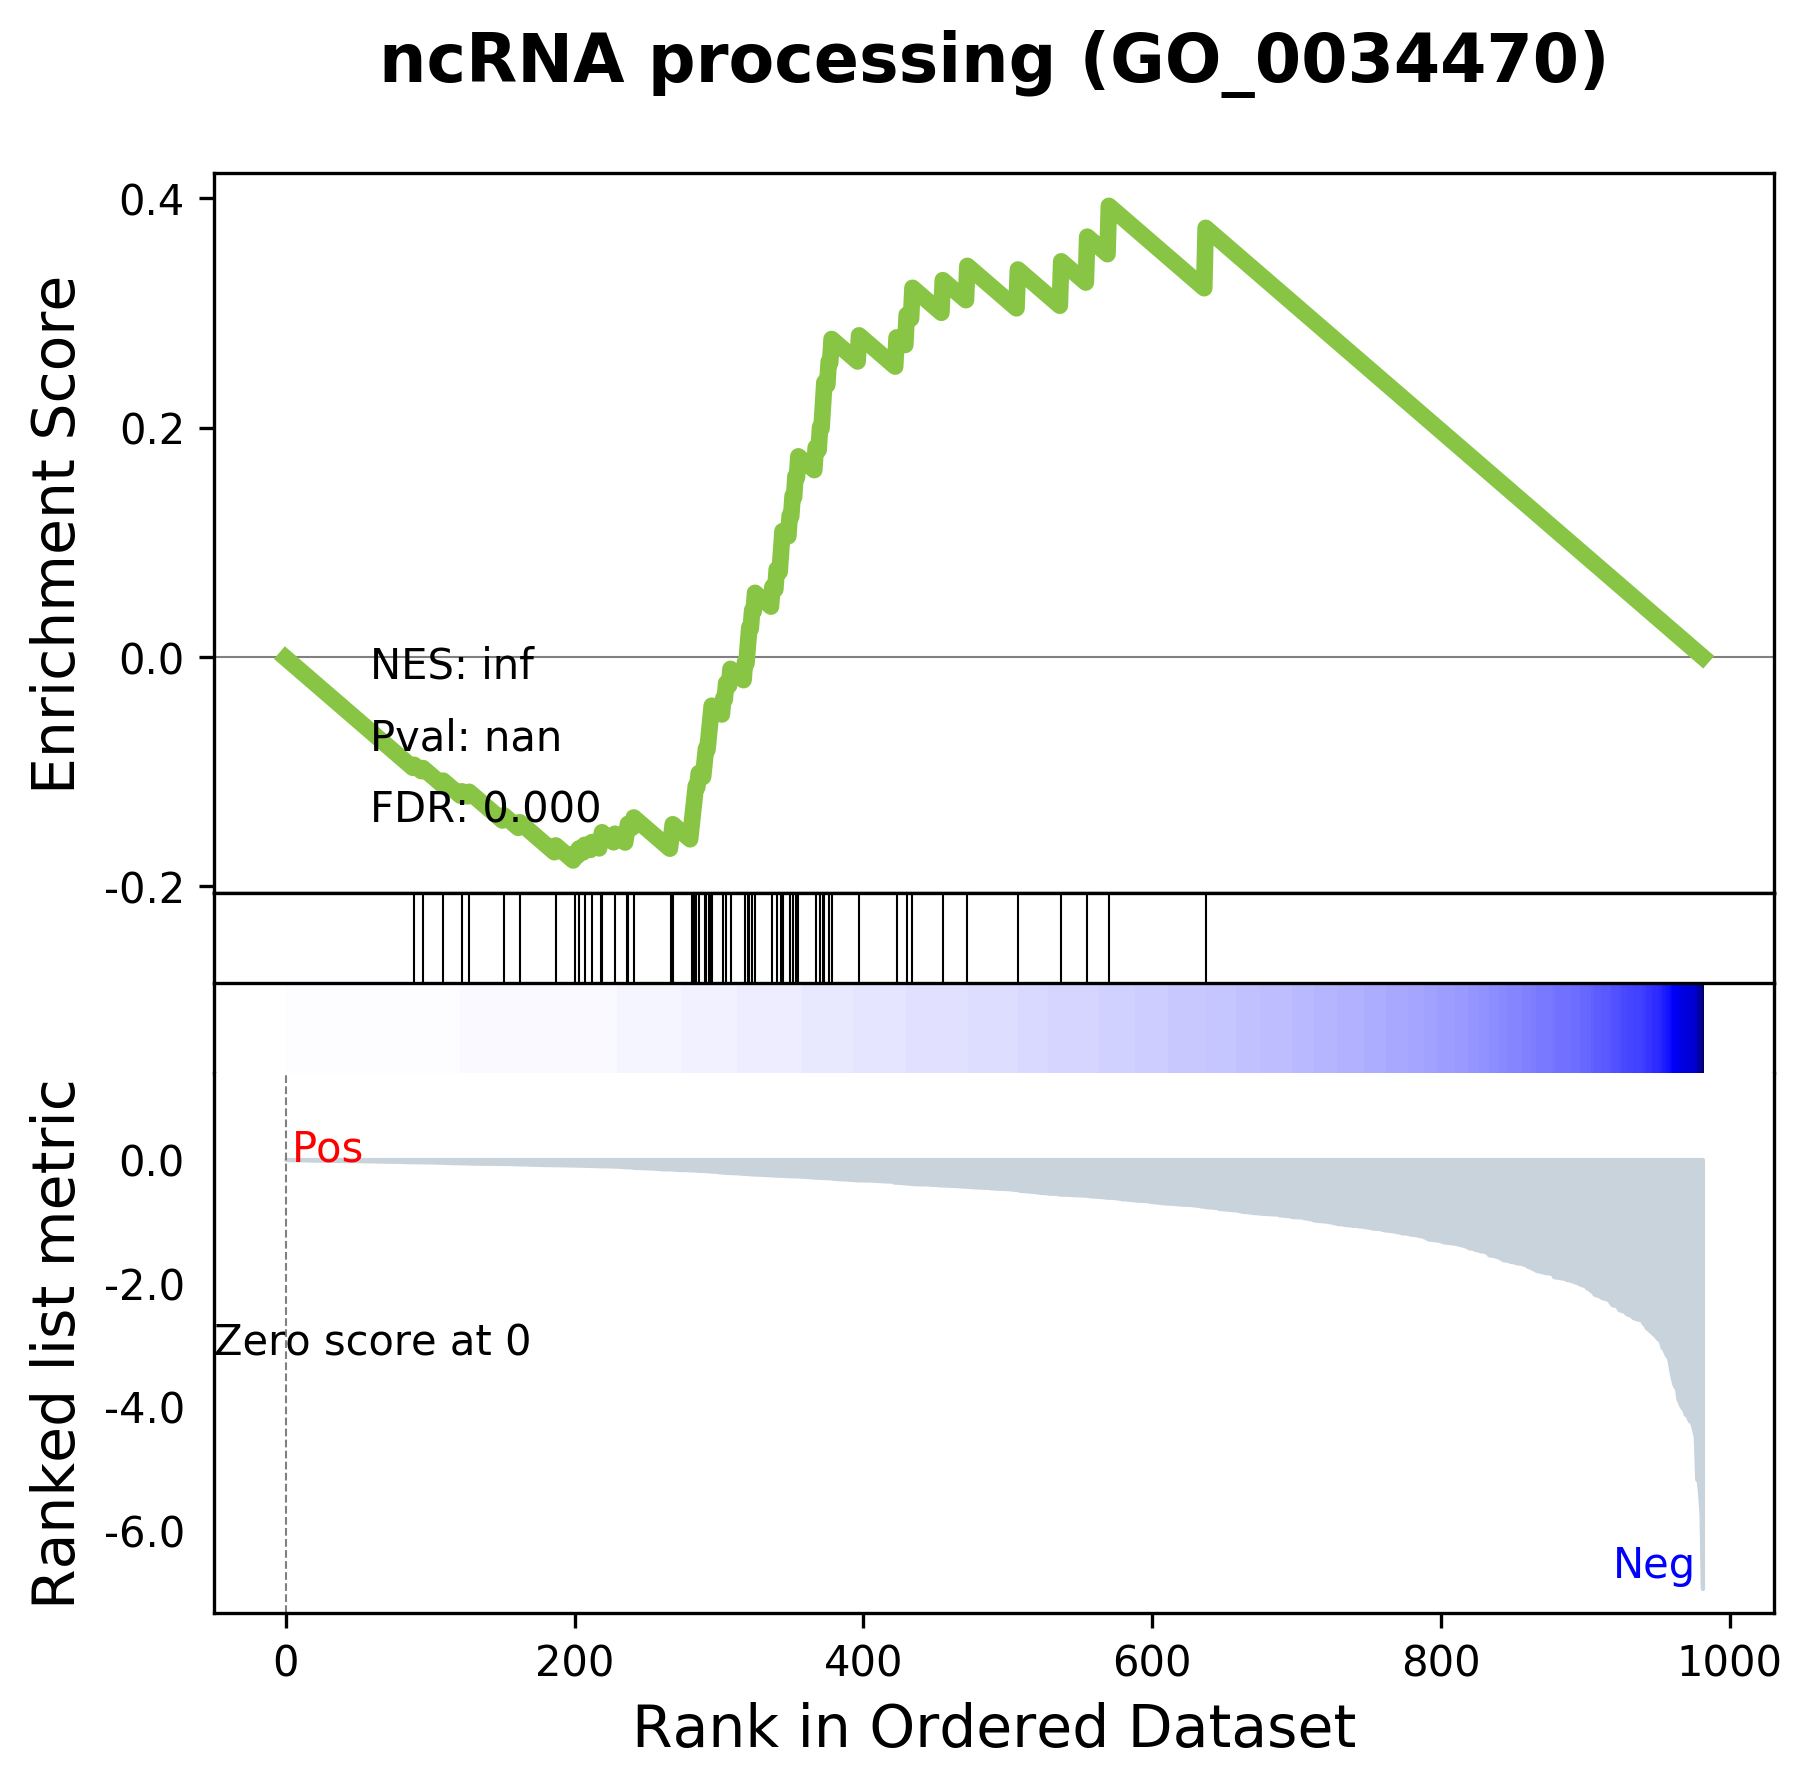 ncRNA processing (GO_0034470)
Enrichment Score
0.4
0.2
0.0
-0.2
NES: inf
Pval: nan
FDR: 0.000
Ranked list metric
0.0
-2.0
-4.0
-6.0
Pos
Zero score at 0
Neg
0 200 400 600 800 1000
Rank in Ordered Dataset